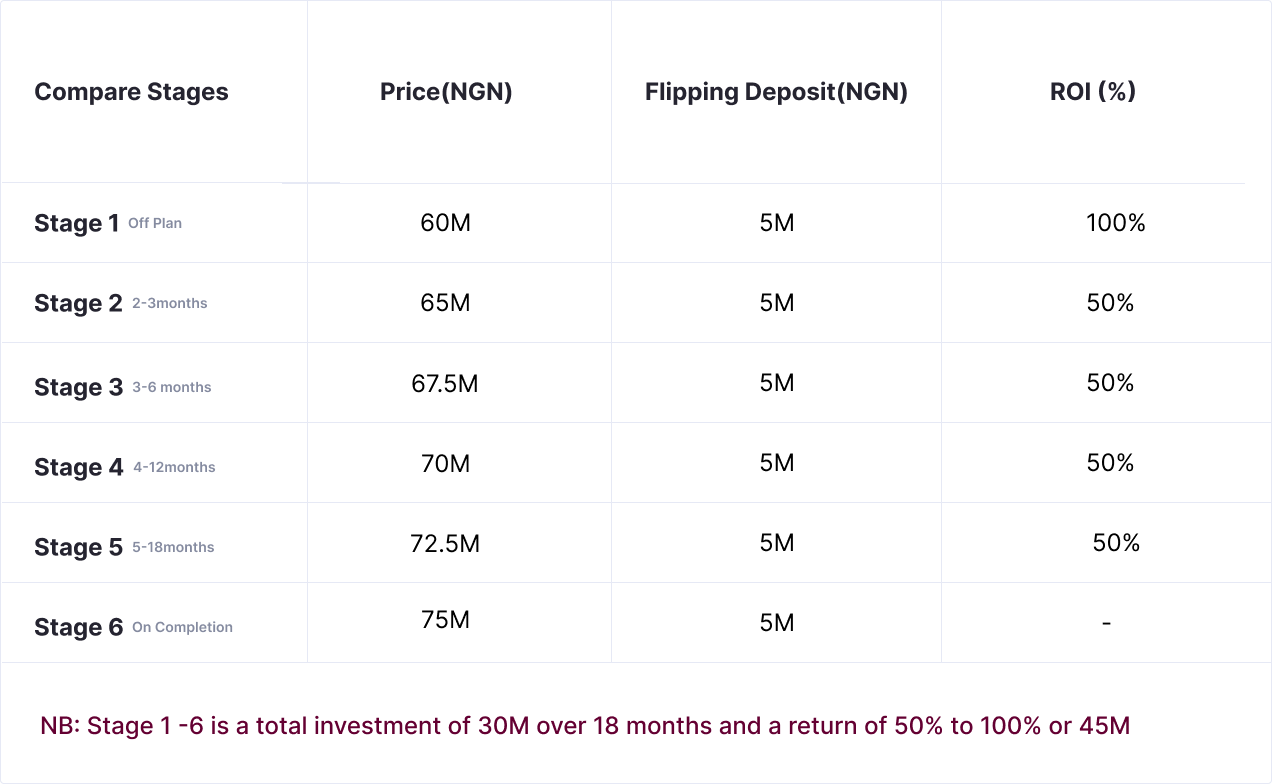 Compare Stages Price(NGN) Flipping Deposit(NGN) ROI (%)
Stage 1 Off Plan 60M 5M 100%
Stage 2 2-3months 65M 5M 50%
Stage 3 3-6 months 67.5M 5M 50%
Stage 4 4-12months 70M 5M 50%
Stage 5 5-18months 72.5M 5M 50%
Stage 6 On Completion 75M 5M -
NB: Stage 1 -6 is a total investment of 30M over 18 months and a return of 50% to 100% or 45M